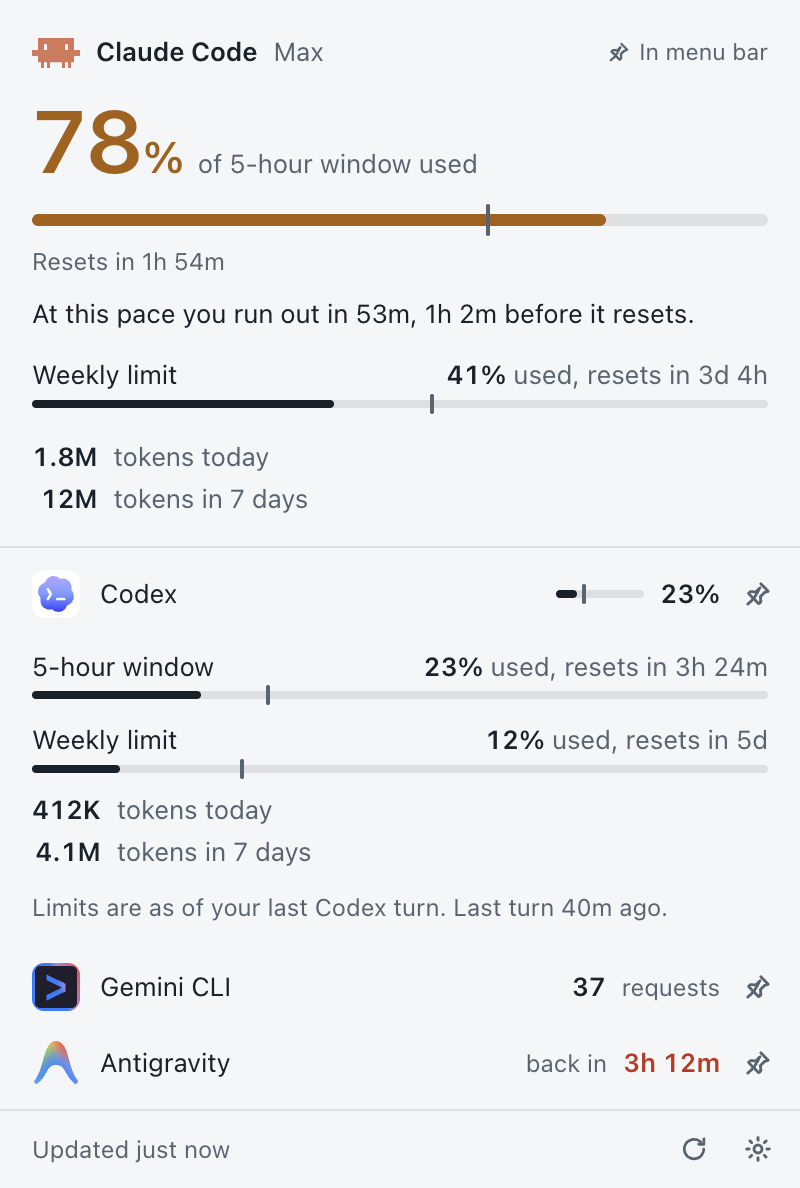 Claude Code Max
In menu bar
78% of 5-hour window used
Resets in 1h 54m
At this pace you run out in 53m, 1h 2m before it resets.
Weekly limit
41% used, resets in 3d 4h
1.8M tokens today
12M tokens in 7 days
Codex
23%
5-hour window
23% used, resets in 3h 24m
Weekly limit
12% used, resets in 5d
412K tokens today
4.1M tokens in 7 days
Limits are as of your last Codex turn. Last turn 40m ago.
Gemini CLI
37 requests
Antigravity
back in 3h 12m
Updated just now